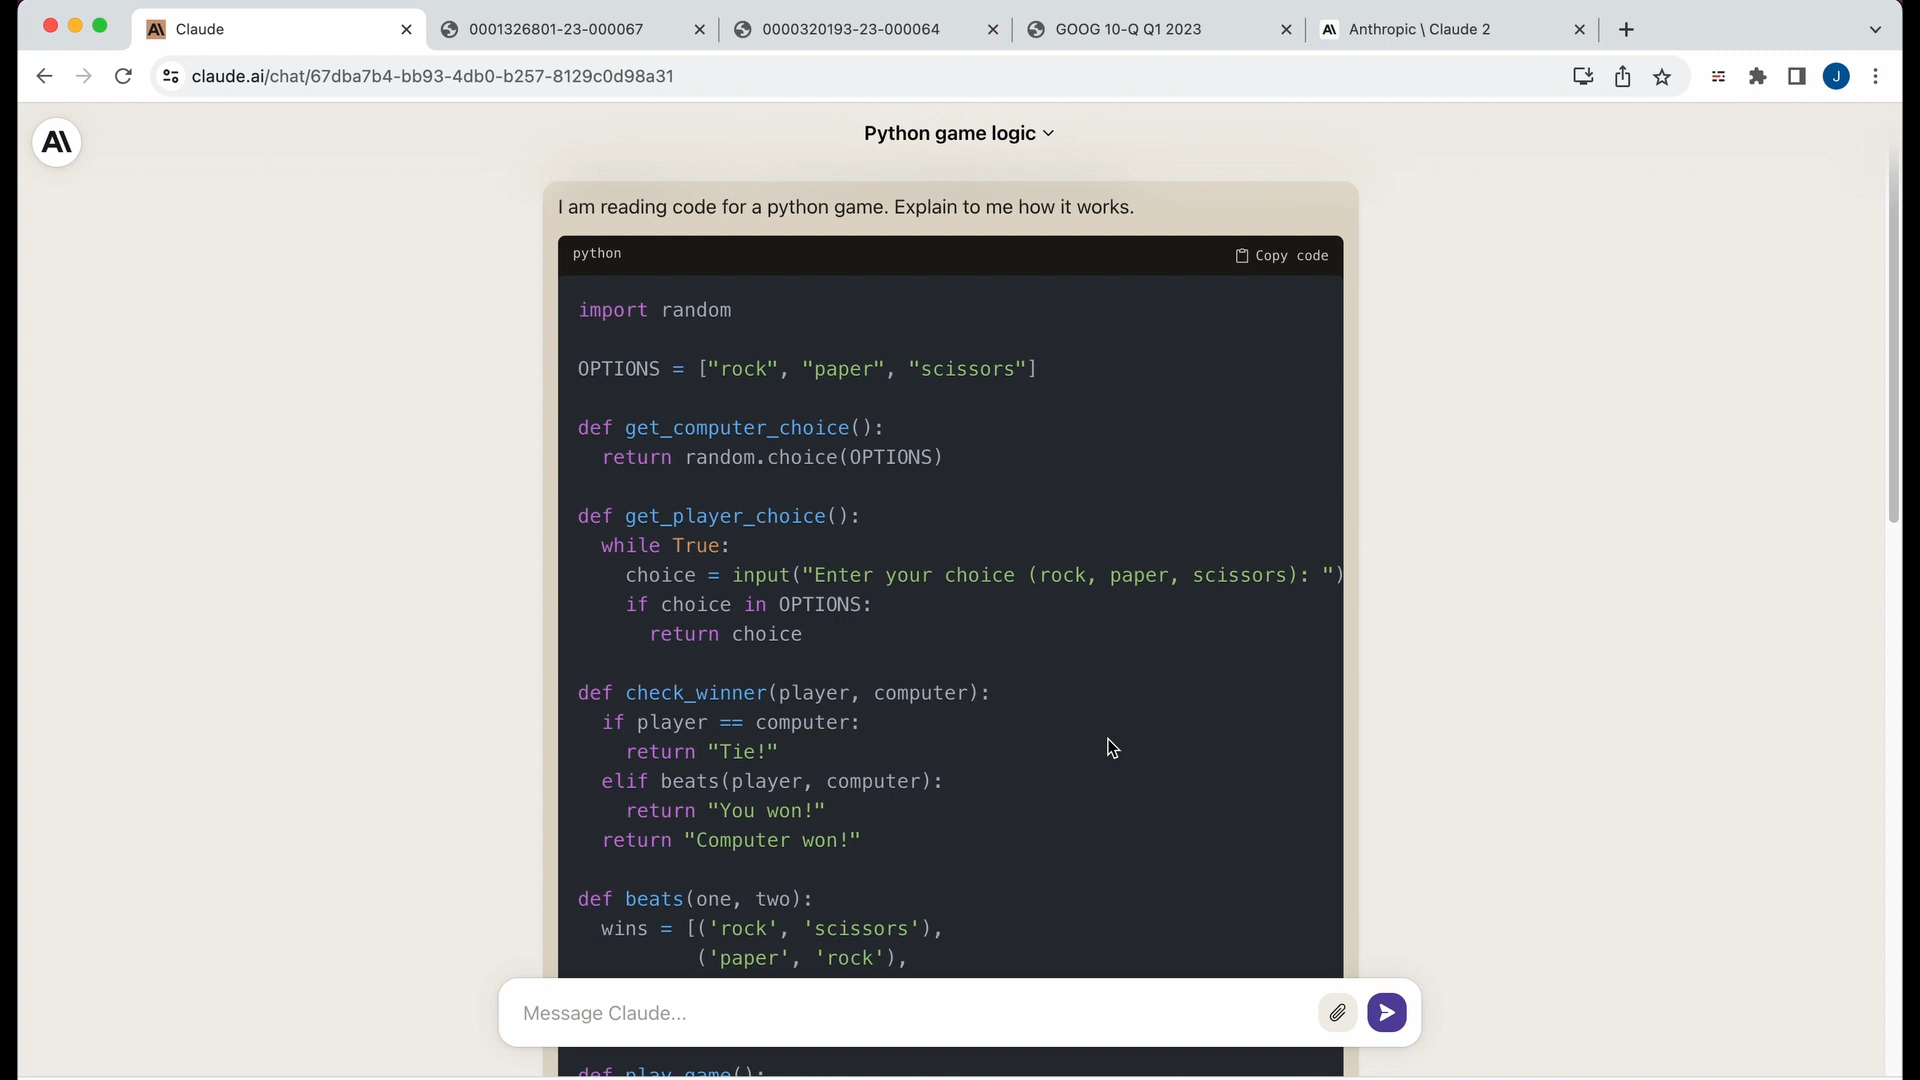 Claude
0001326801-23-000067
0000320193-23-000064
GOOG 10-Q Q1 2023
Anthropic \ Claude 2
claude.ai/chat/67dba7b4-bb93-4db0-b257-8129c0d98a31
J
Python game logic
I am reading code for a python game. Explain to me how it works.
python
Copy code
import random
OPTIONS = ["rock", "paper", "scissors"]
def get_computer_choice():
  return random.choice(OPTIONS)
def get_player_choice():
  while True:
    choice = input("Enter your choice (rock, paper, scissors): ")
    if choice in OPTIONS:
      return choice
def check_winner(player, computer):
  if player == computer:
    return "Tie!"
  elif beats(player, computer):
    return "You won!"
  return "Computer won!"
def beats(one, two):
  wins = [('rock', 'scissors'),
          ('paper', 'rock'),
Message Claude...
def play_game():